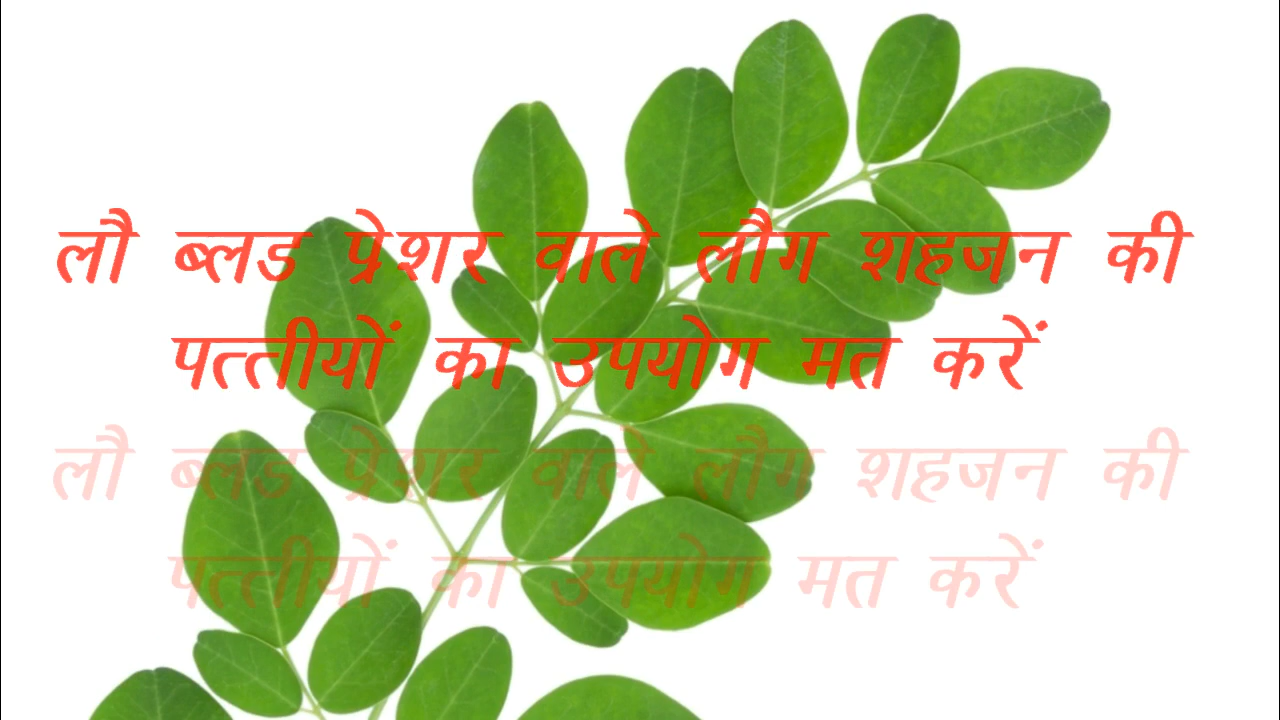 लौ ब्लड प्रेशर वाले लौग शहजन की
पत्तीयों का उपयोग मत करें
लौ ब्लड प्रेशर वाले लौग शहजन की
पत्तीयों का उपयोग मत करें